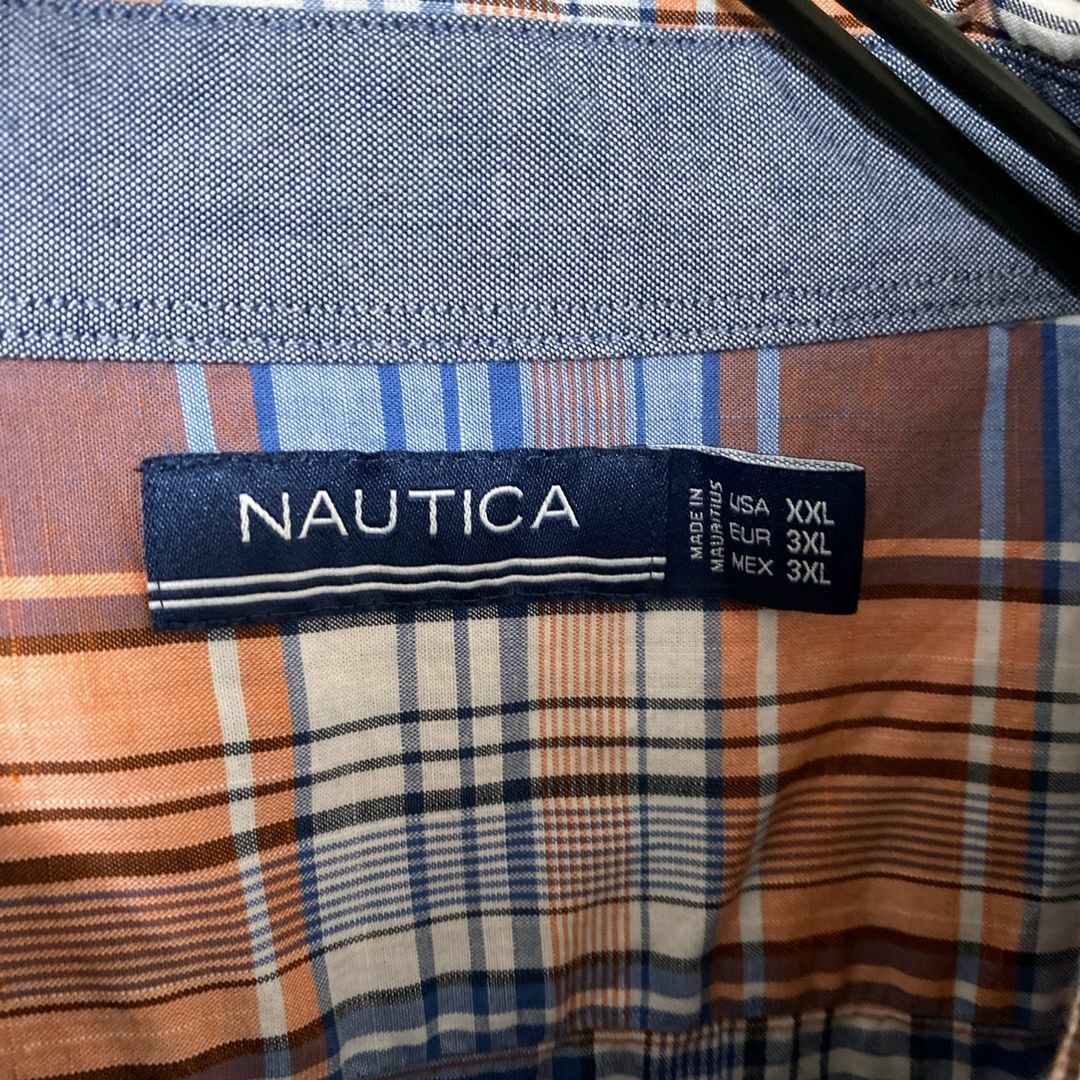 NAUTICA
MADE IN
MAURITIUS
USA XXL
EUR 3XL
MEX 3XL